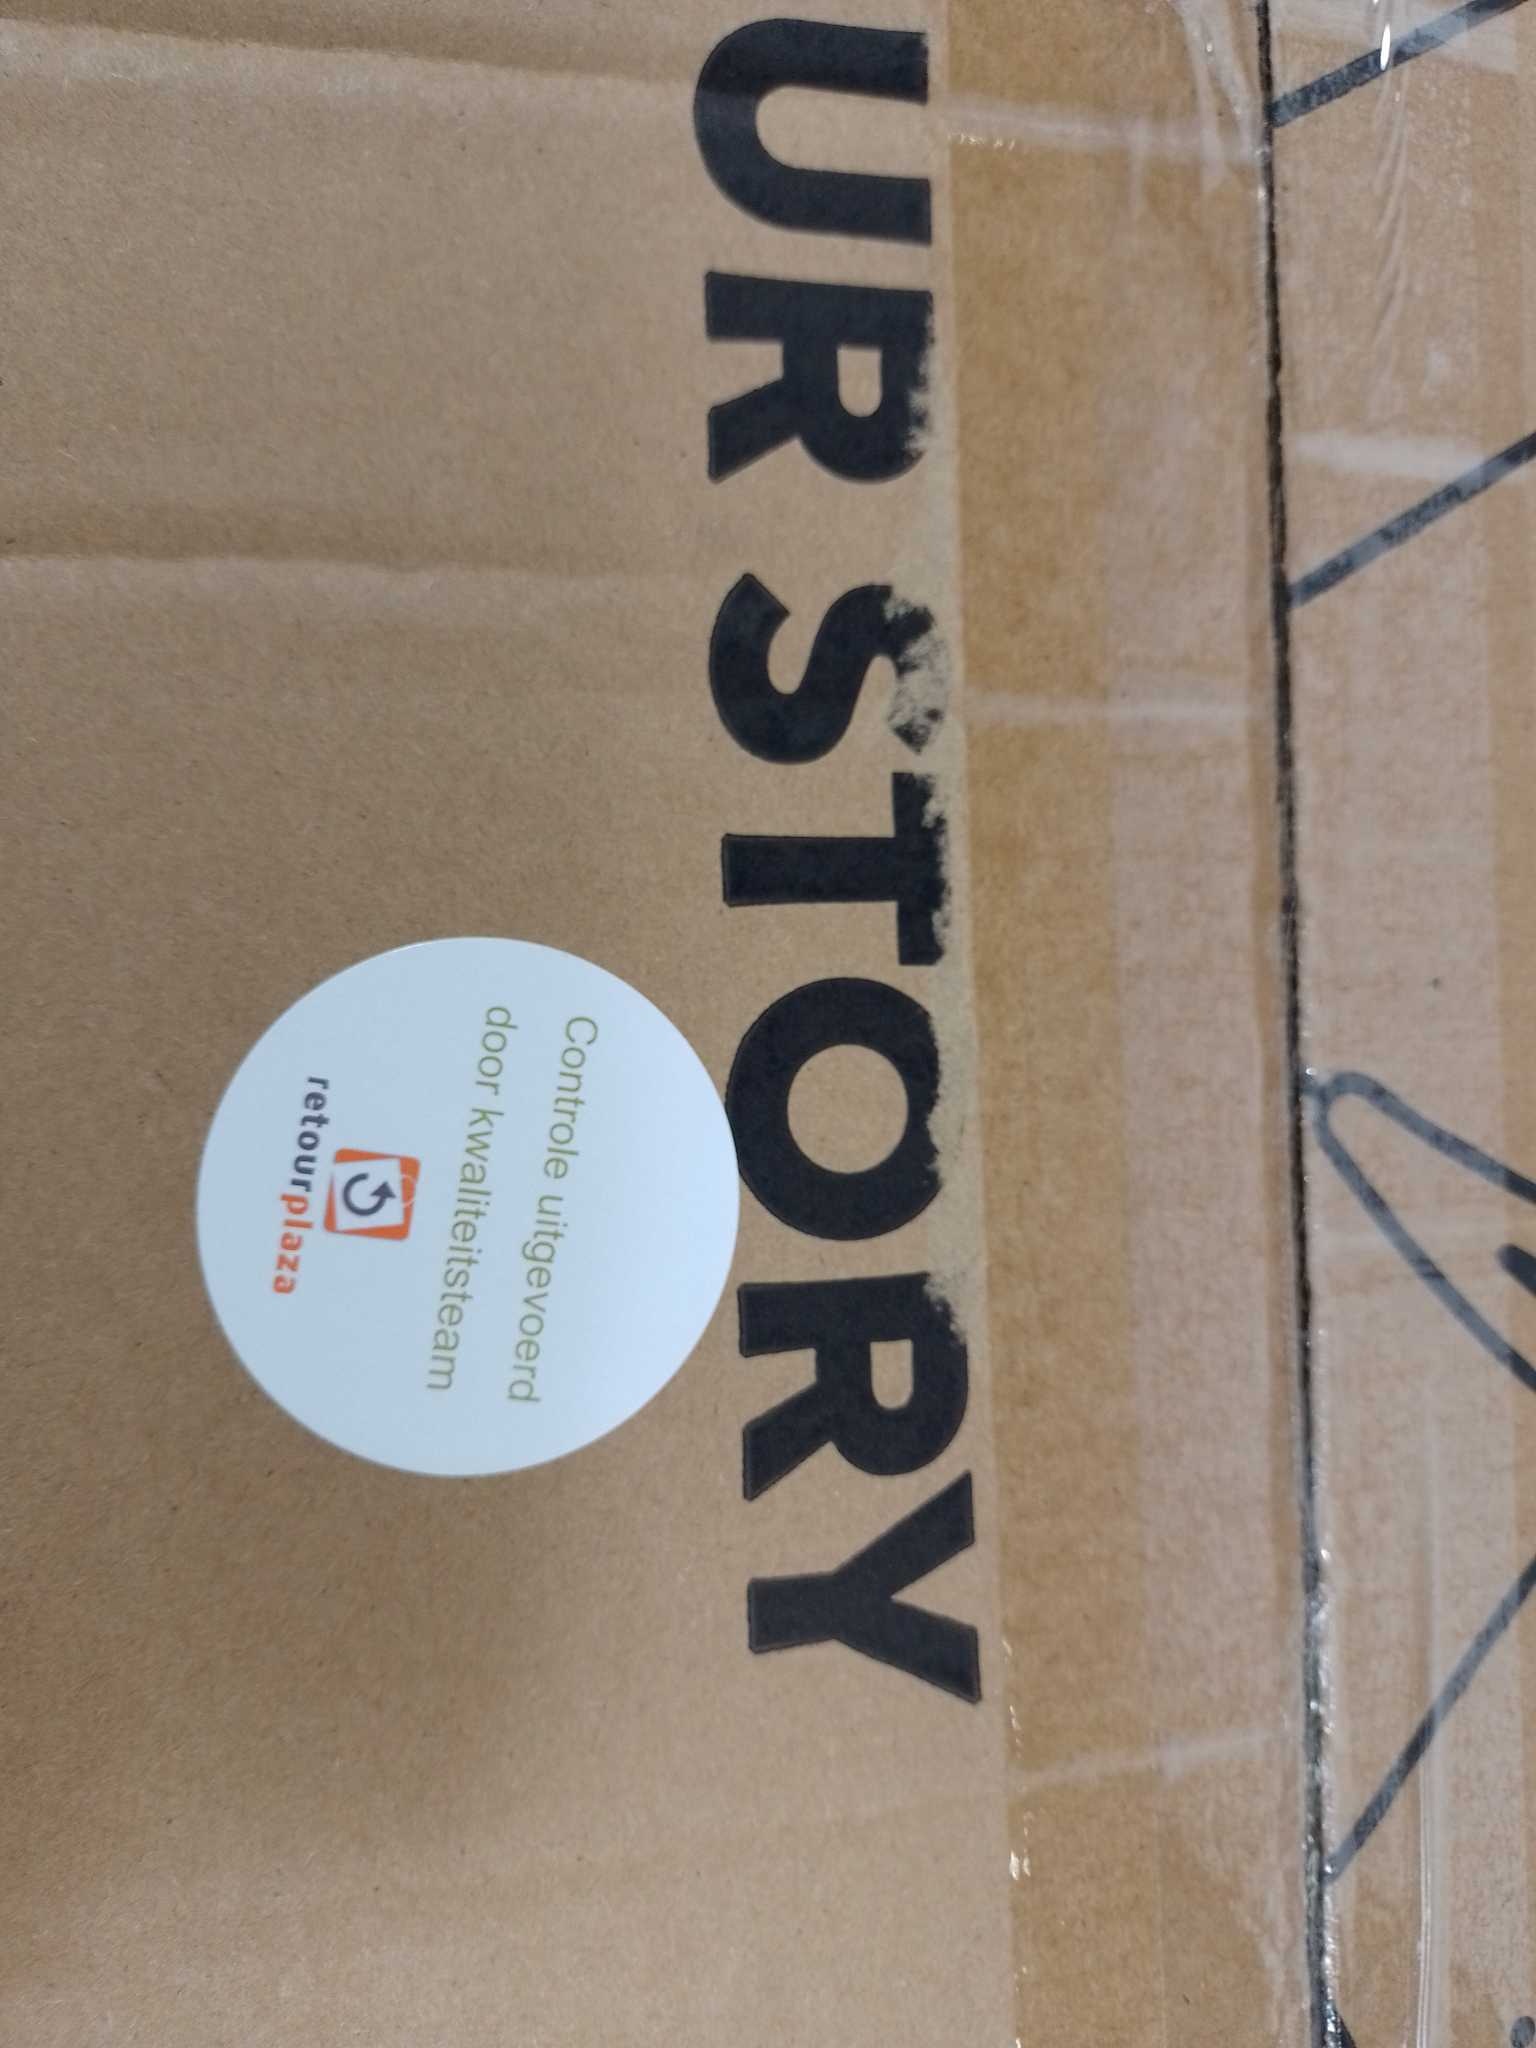 UR STORY
Controle uitgevoerd
door kwaliteitsteam
retourplaza